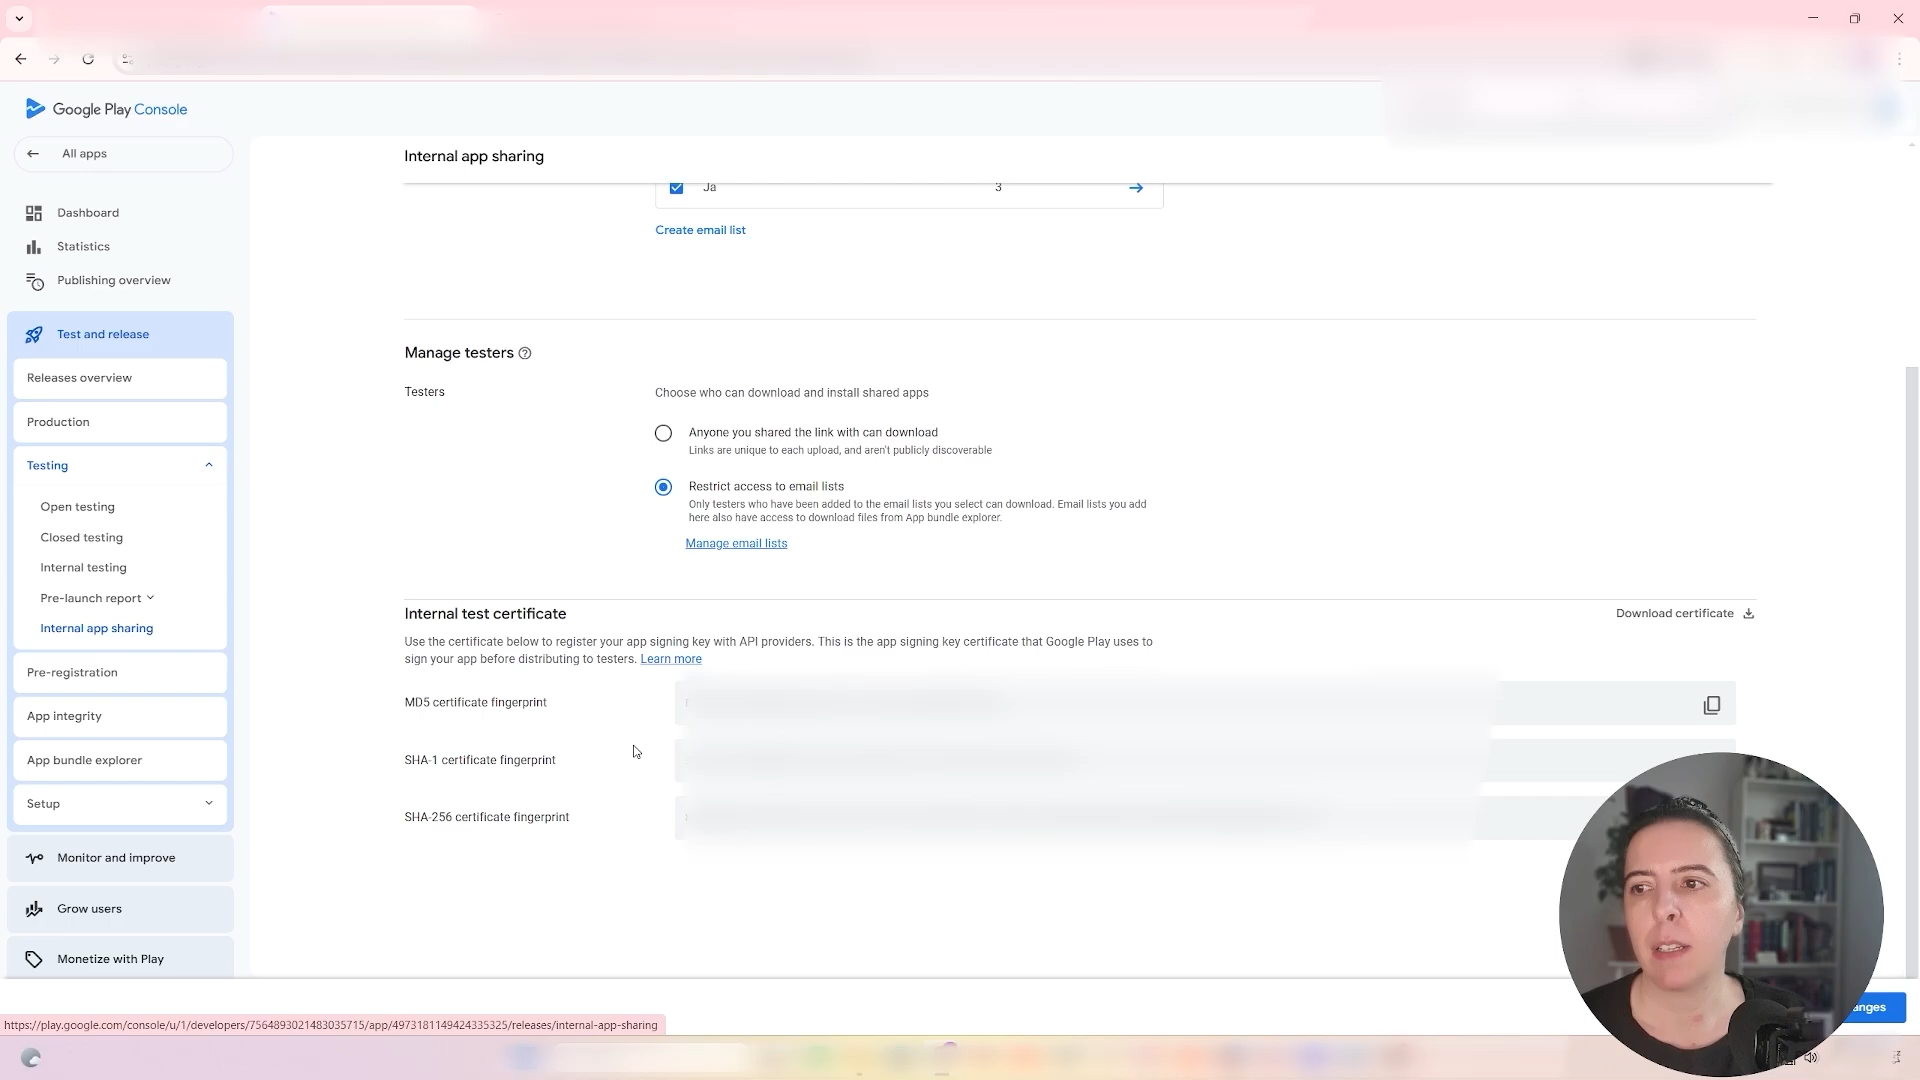 Google Play Console
All apps
Dashboard
Statistics
Publishing overview
Test and release
Releases overview
Production
Testing
Open testing
Closed testing
Internal testing
Pre-launch report
Internal app sharing
Pre-registration
App integrity
App bundle explorer
Setup
Monitor and improve
Grow users
Monetize with Play
Internal app sharing
Ja 3
Create email list
Manage testers
Testers
Choose who can download and install shared apps
Anyone you shared the link with can download
Links are unique to each upload, and aren't publicly discoverable
Restrict access to email lists
Only testers who have been added to the email lists you select can download. Email lists you add
here also have access to download files from App bundle explorer.
Manage email lists
Internal test certificate
Download certificate
Use the certificate below to register your app signing key with API providers. This is the app signing key certificate that Google Play uses to
sign your app before distributing to testers. Learn more
MD5 certificate fingerprint
SHA-1 certificate fingerprint
SHA-256 certificate fingerprint
anges
https://play.google.com/console/u/1/developers/7564893021483035715/app/4973181149424335325/releases/internal-app-sharing